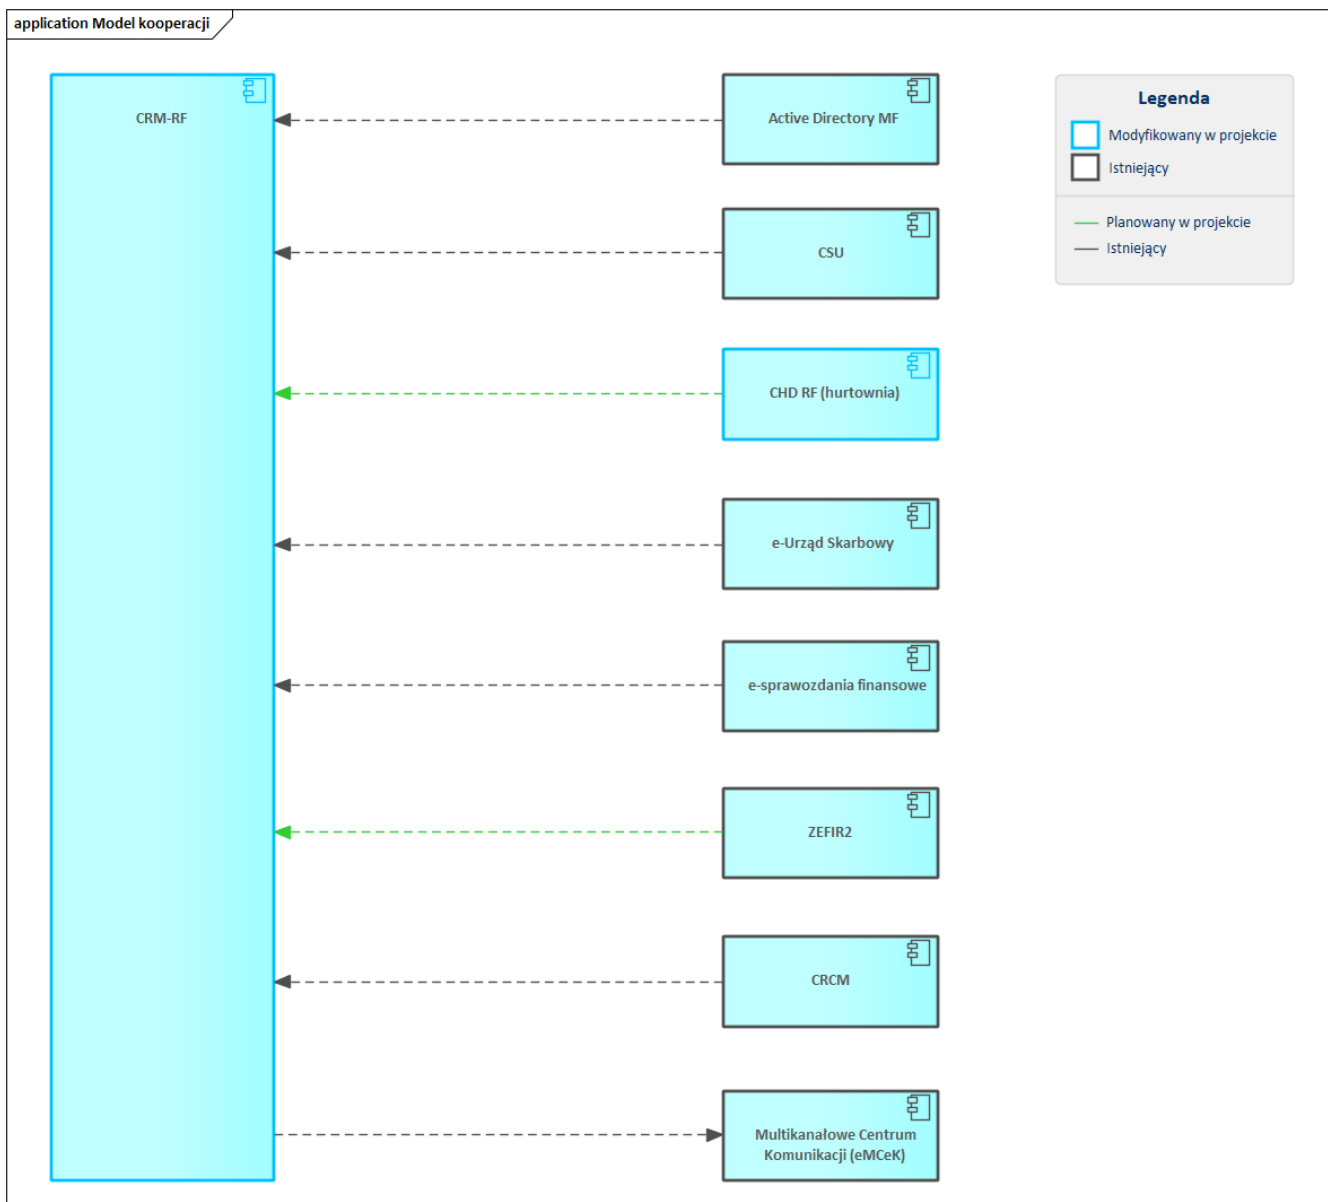 application Model kooperacji
CRM-RF
Active Directory MF
CSU
CHD RF (hurtownia)
e-Urząd Skarbowy
e-sprawozdania finansowe
ZEFIR2
CRCM
Multikanałowe Centrum
Komunikacji (eMCeK)
Legenda
Modyfikowany w projekcie
Istniejący
Planowany w projekcie
Istniejący